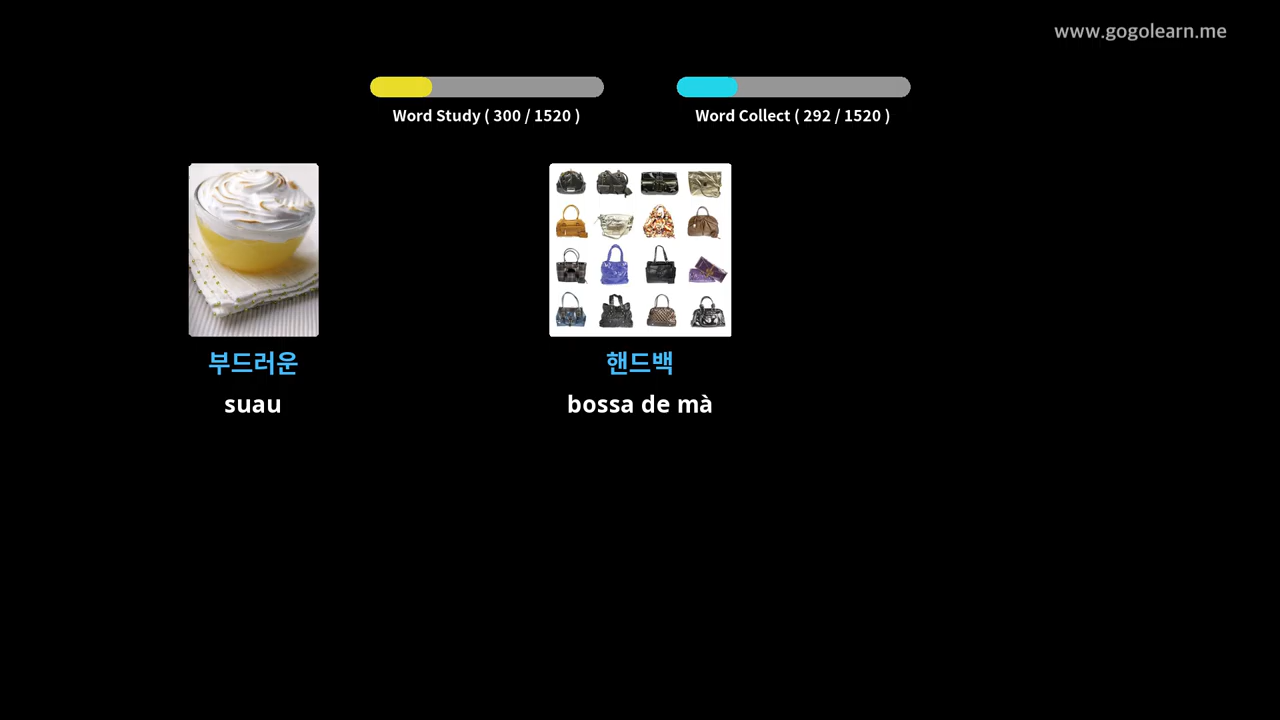 www.gogolearn.me
Word Study ( 300 / 1520 )
Word Collect ( 292 / 1520 )
부드러운
suau
핸드백
bossa de mà